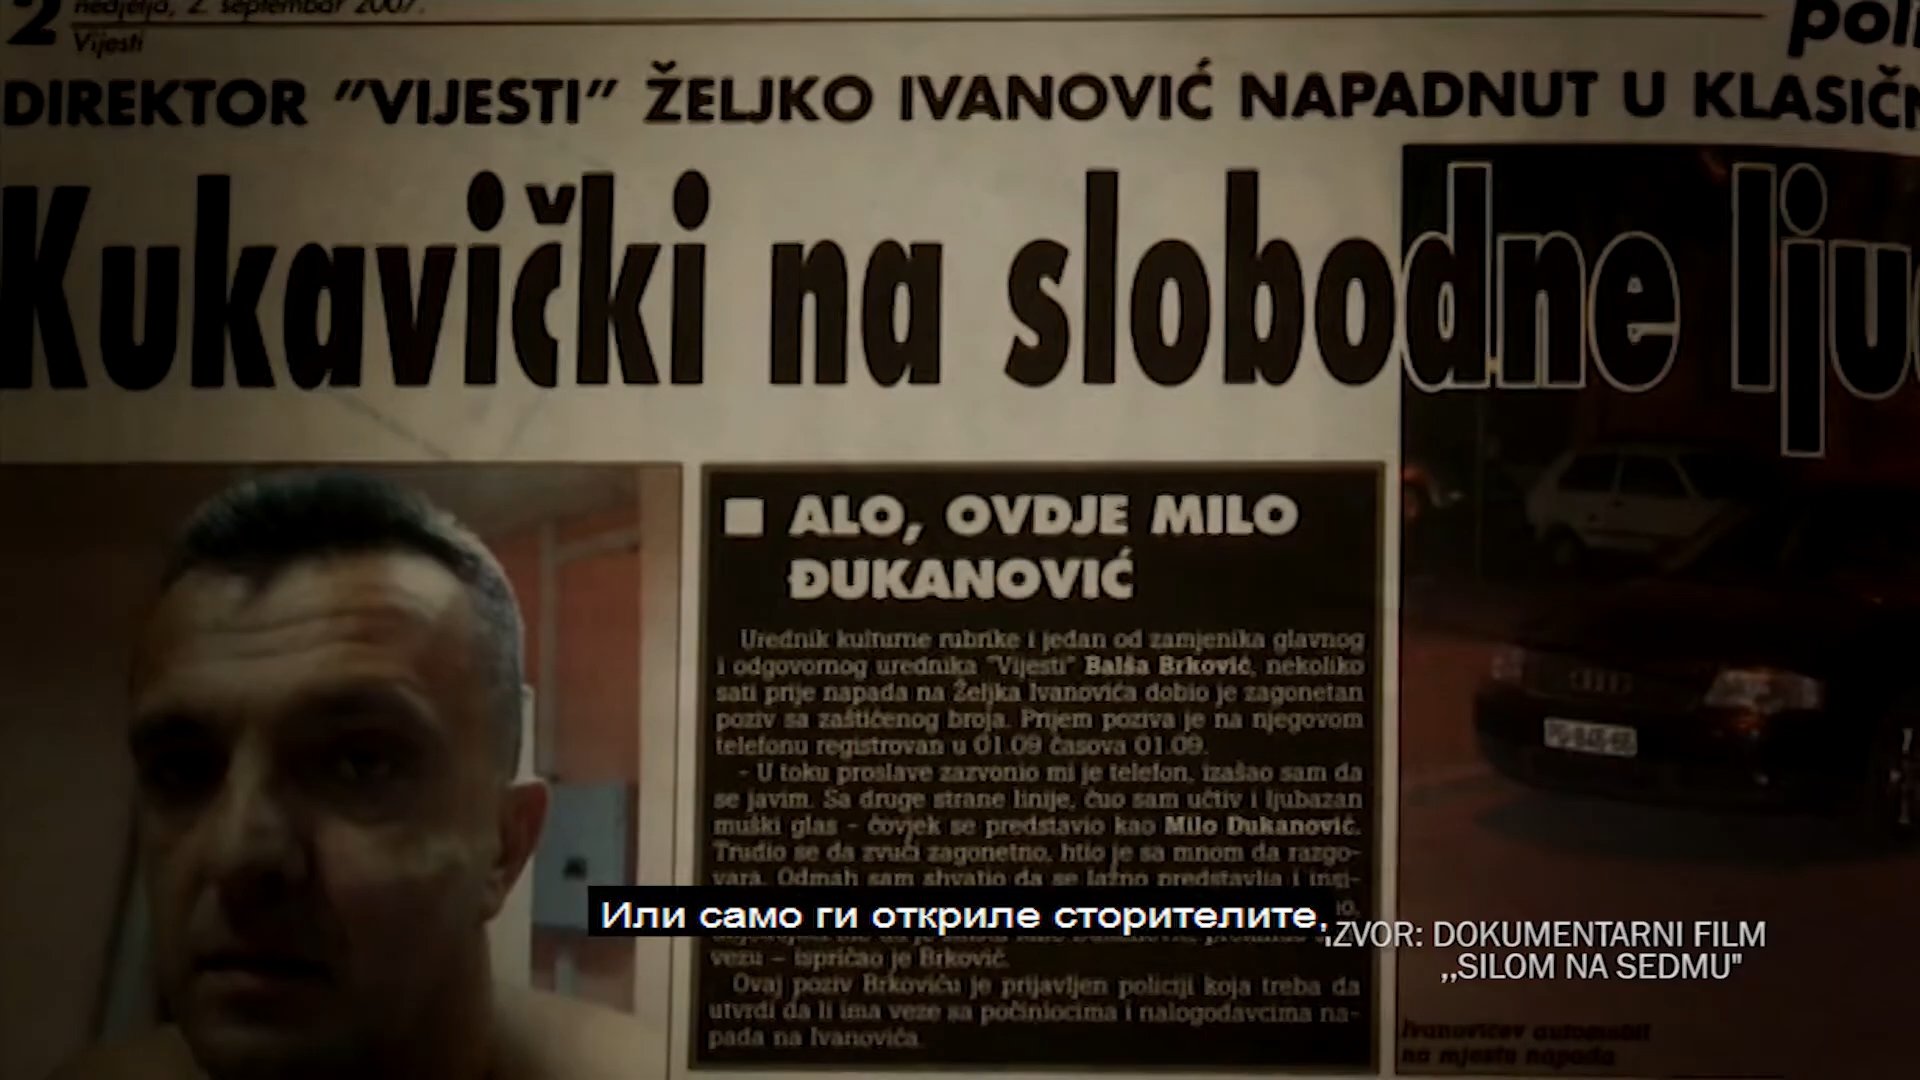 2 nedjelja, 2. septembar 2007.
Vijesti
DIREKTOR "VIJESTI" ŽELJKO IVANOVIĆ NAPADNUT U
Kukavički na slobodne
ALO, OVDJE MILO
ĐUKANOVIĆ
Urednik kulturne rubrike i jedan od zamjenika glavnog
i odgovornog urednika "Vijesti" Balša Brković, nekoliko
sati prije napada na Željka Ivanovića dobio je zagonetan
poziv sa zaštićenog broja. Prijem poziva je na njegovom
telefonu registrovan u 01.09 časova 01.09.
- U toku proslave zazvonio mi je telefon, izašao sam da
se javim. Sa druge strane linije, čuo sam učtiv i ljubazan
muški glas - čovjek se predstavio kao Milo Đukanović.
Trudio se da zvuči zagonetno, htio je sa mnom da razgo-
vara. Odmah sam shvatio da se lažno predstavlja i
vezu - ispričao je Brković.
Ovaj poziv Brkoviću je prijavljen policiji koja treba da
utvrdi da li ima veze sa počiniocima i nalogodavcima na-
pada na Ivanovića.
Ivanovićev automobil
na mjestu napada
Или само ги откриле сторителите,
IZVOR: DOKUMENTARNI FILM
,,SILOM NA SEDMU"